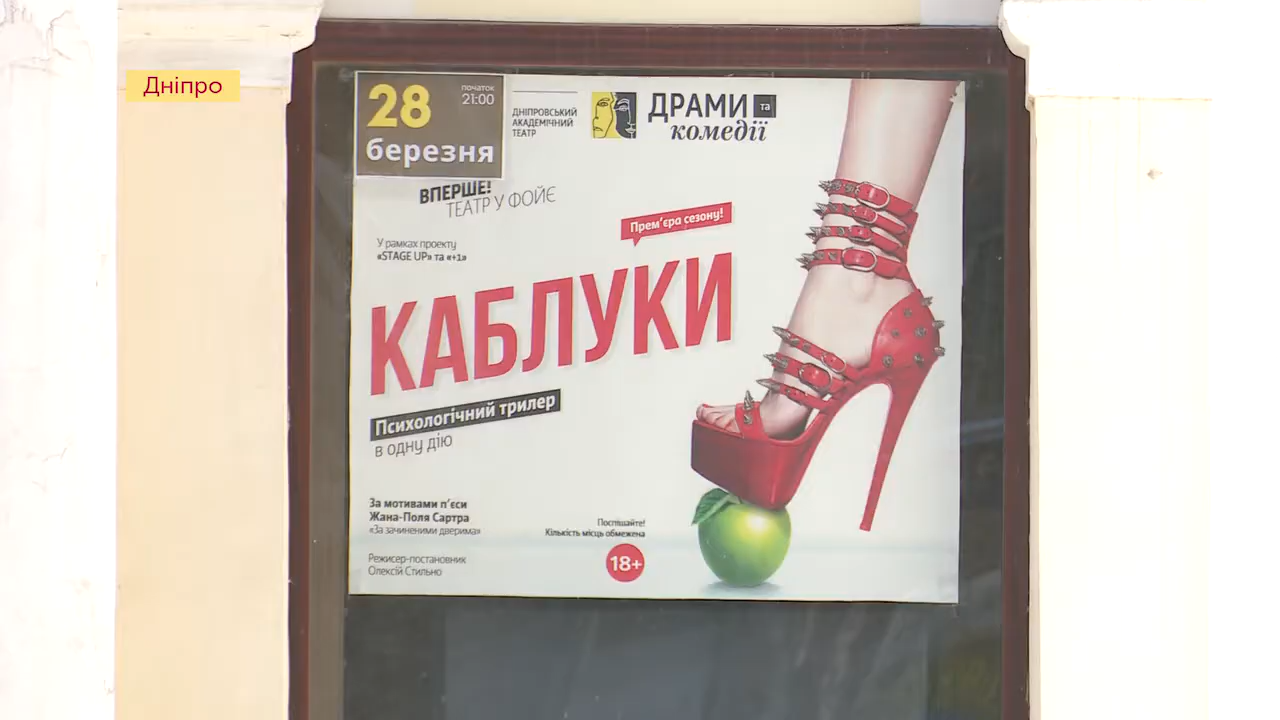 Дніпро
28
початок
21:00
березня
ДНІПРОВСЬКИЙ
АКАДЕМІЧНИЙ
ТЕАТР
ДРАМИ та
комедії
ВПЕРШЕ!
ТЕАТР У ФОЙЄ
Прем'єра сезону!
У рамках проекту
«STAGE UP» та «+1»
КАБЛУКИ
Психологічний трилер
в одну дію
За мотивами п'єси
Жана-Поля Сартра
«За зачиненими дверима»
Поспішайте!
Кількість місць обмежена
18+
Режисер-постановник
Олексій Стильно